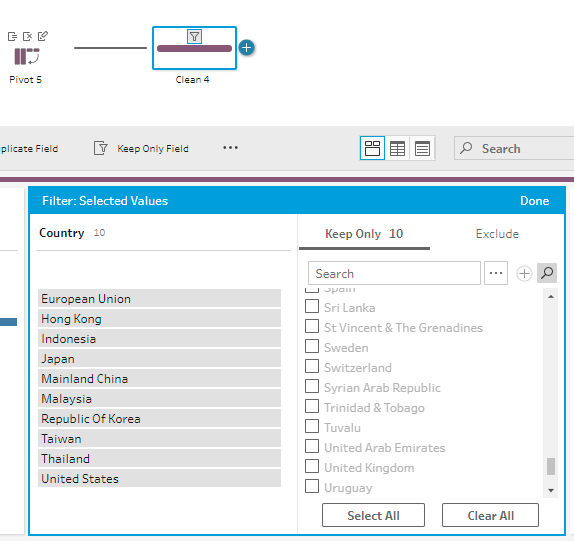 Pivot 5
Clean 4
plicate Field
Keep Only Field
Search
Filter: Selected Values
Done
Country 10
Keep Only 10
Exclude
Search
European Union
Hong Kong
Indonesia
Japan
Mainland China
Malaysia
Republic Of Korea
Taiwan
Thailand
United States
Spain
Sri Lanka
St Vincent & The Grenadines
Sweden
Switzerland
Syrian Arab Republic
Trinidad & Tobago
Tuvalu
United Arab Emirates
United Kingdom
Uruguay
Select All
Clear All